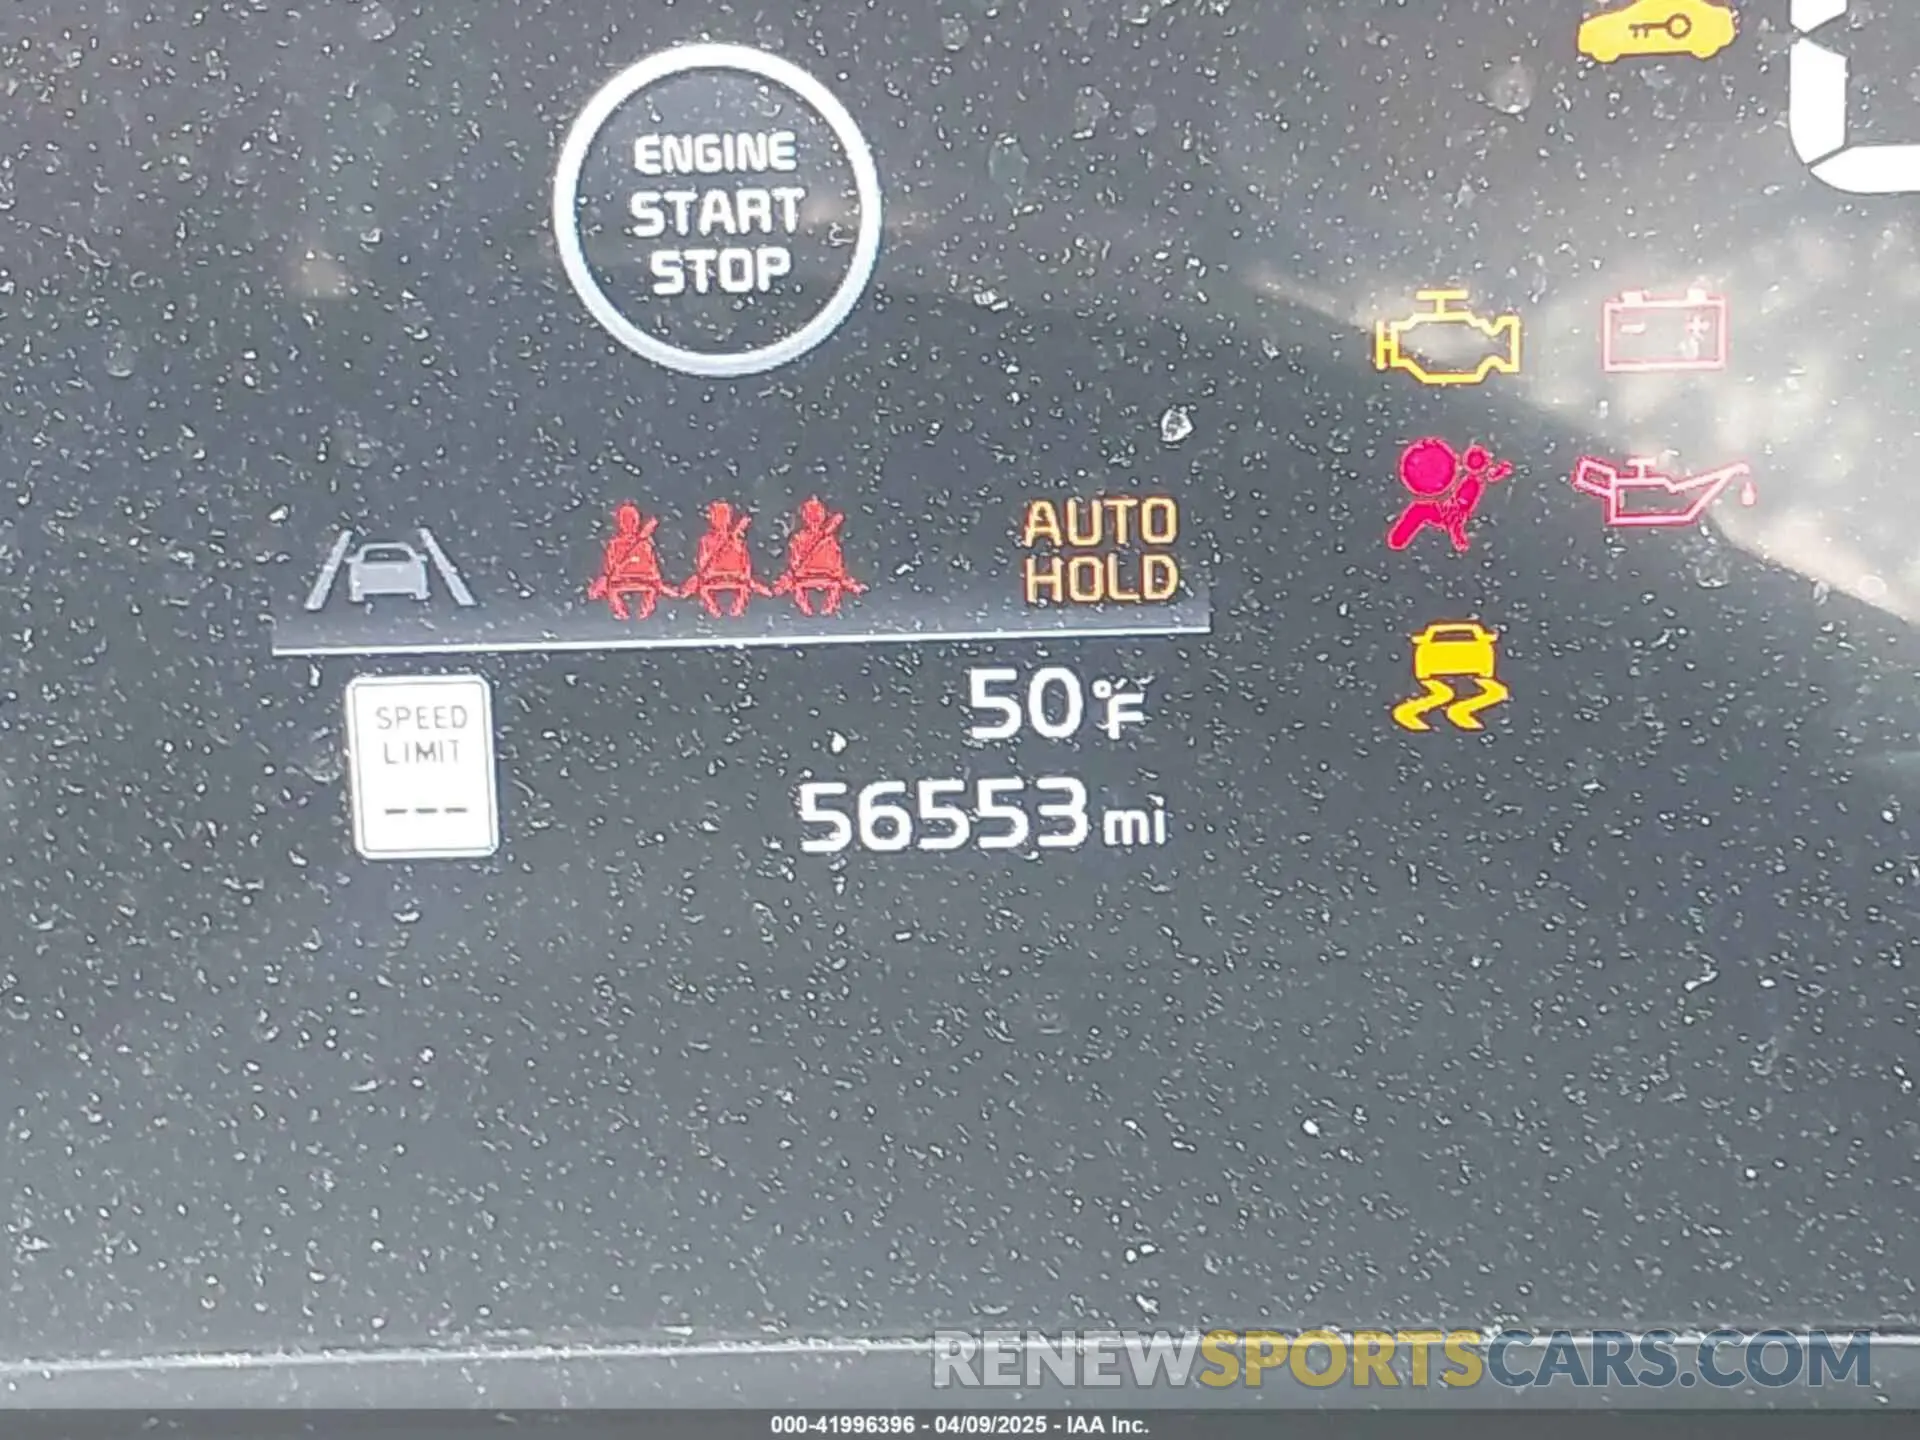 ENGINE
START
STOP
AUTO
HOLD
SPEED
LIMIT
---
50°F
56553 mi
RENEWSPORTSCARS.COM
000-41996396 - 04/09/2025 - IAA Inc.